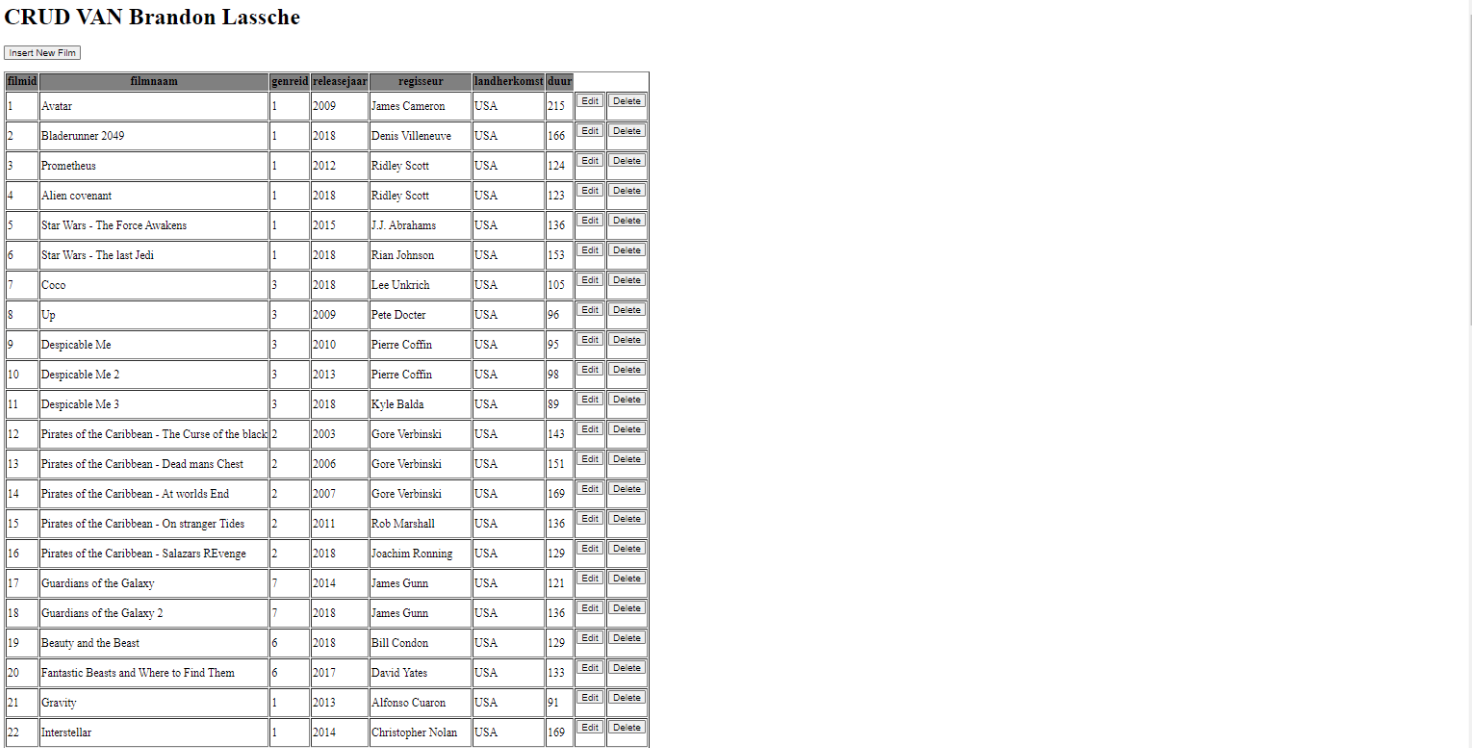 CRUD VAN Brandon Lassche
Insert New Film
filmid filmnaam genreid releasejaar regisseur landherkomst duur
1 Avatar 1 2009 James Cameron USA 215 Edit Delete
2 Bladerunner 2049 1 2018 Denis Villeneuve USA 166 Edit Delete
3 Prometheus 1 2012 Ridley Scott USA 124 Edit Delete
4 Alien covenant 1 2018 Ridley Scott USA 123 Edit Delete
5 Star Wars - The Force Awakens 1 2015 J.J. Abrahams USA 136 Edit Delete
6 Star Wars - The last Jedi 1 2018 Rian Johnson USA 153 Edit Delete
7 Coco 3 2018 Lee Unkrich USA 105 Edit Delete
8 Up 3 2009 Pete Docter USA 96 Edit Delete
9 Despicable Me 3 2010 Pierre Coffin USA 95 Edit Delete
10 Despicable Me 2 3 2013 Pierre Coffin USA 98 Edit Delete
11 Despicable Me 3 3 2018 Kyle Balda USA 89 Edit Delete
12 Pirates of the Caribbean - The Curse of the black 2 2003 Gore Verbinski USA 143 Edit Delete
13 Pirates of the Caribbean - Dead mans Chest 2 2006 Gore Verbinski USA 151 Edit Delete
14 Pirates of the Caribbean - At worlds End 2 2007 Gore Verbinski USA 169 Edit Delete
15 Pirates of the Caribbean - On stranger Tides 2 2011 Rob Marshall USA 136 Edit Delete
16 Pirates of the Caribbean - Salazars REvenge 2 2018 Joachim Ronning USA 129 Edit Delete
17 Guardians of the Galaxy 7 2014 James Gunn USA 121 Edit Delete
18 Guardians of the Galaxy 2 7 2018 James Gunn USA 136 Edit Delete
19 Beauty and the Beast 6 2018 Bill Condon USA 129 Edit Delete
20 Fantastic Beasts and Where to Find Them 6 2017 David Yates USA 133 Edit Delete
21 Gravity 1 2013 Alfonso Cuaron USA 91 Edit Delete
22 Interstellar 1 2014 Christopher Nolan USA 169 Edit Delete